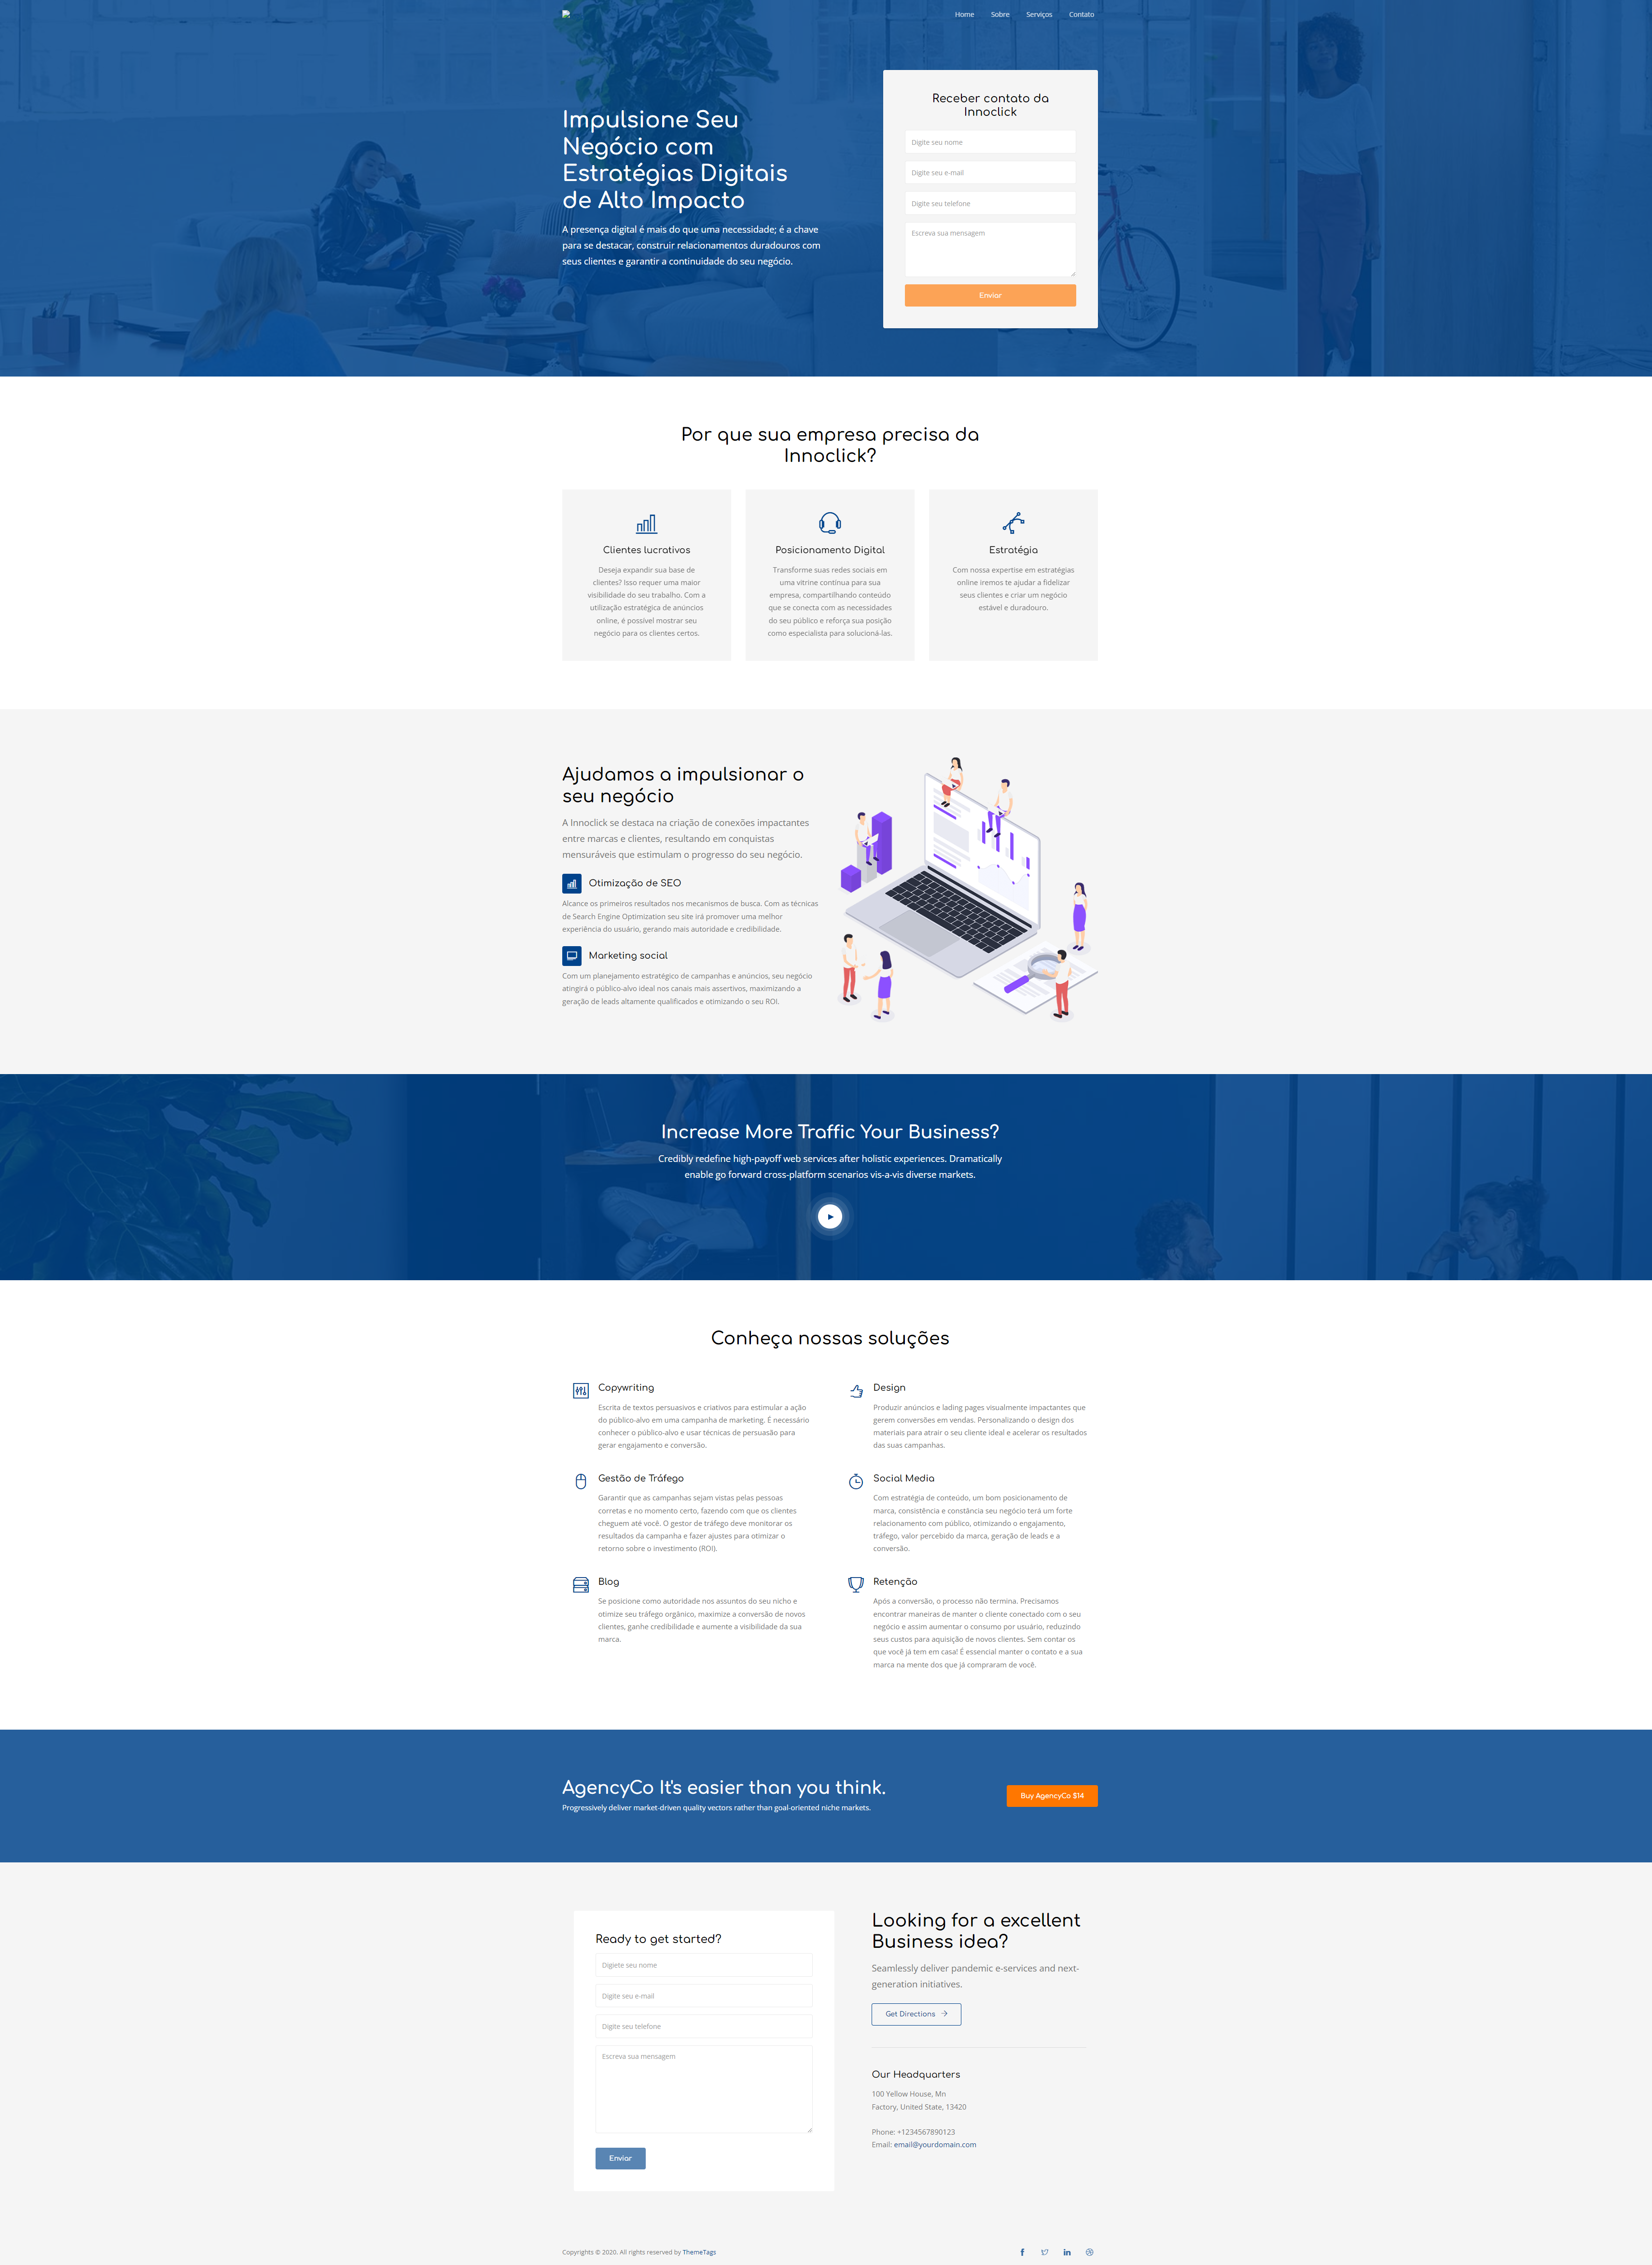 Home Sobre Serviços Contato
Impulsione Seu
Negócio com
Estratégias Digitais
de Alto Impacto
A presença digital é mais do que uma necessidade; é a chave
para se destacar, construir relacionamentos duradouros com
seus clientes e garantir a continuidade do seu negócio.
Receber contato da
Innoclick
Digite seu nome
Digite seu e-mail
Digite seu telefone
Escreva sua mensagem
Enviar
Por que sua empresa precisa da
Innoclick?
Clientes lucrativos
Deseja expandir sua base de
clientes? Isso requer uma maior
visibilidade do seu trabalho. Com a
utilização estratégica de anúncios
online, é possível mostrar seu
negócio para os clientes certos.
Posicionamento Digital
Transforme suas redes sociais em
uma vitrine contínua para sua
empresa, compartilhando conteúdo
que se conecta com as necessidades
do seu público e reforça sua posição
como especialista para solucioná-las.
Estratégia
Com nossa expertise em estratégias
online iremos te ajudar a fidelizar
seus clientes e criar um negócio
estável e duradouro.
Ajudamos a impulsionar o
seu negócio
A Innoclick se destaca na criação de conexões impactantes
entre marcas e clientes, resultando em conquistas
mensuráveis que estimulam o progresso do seu negócio.
Otimização de SEO
Alcance os primeiros resultados nos mecanismos de busca. Com as técnicas
de Search Engine Optimization seu site irá promover uma melhor
experiência do usuário, gerando mais autoridade e credibilidade.
Marketing social
Com um planejamento estratégico de campanhas e anúncios, seu negócio
atingirá o público-alvo ideal nos canais mais assertivos, maximizando a
geração de leads altamente qualificados e otimizando o seu ROI.
Increase More Traffic Your Business?
Credibly redefine high-payoff web services after holistic experiences. Dramatically
enable go forward cross-platform scenarios vis-a-vis diverse markets.
Conheça nossas soluções
Copywriting
Escrita de textos persuasivos e criativos para estimular a ação
do público-alvo em uma campanha de marketing. É necessário
conhecer o público-alvo e usar técnicas de persuasão para
gerar engajamento e conversão.
Design
Produzir anúncios e lading pages visualmente impactantes que
gerem conversões em vendas. Personalizando o design dos
materiais para atrair o seu cliente ideal e acelerar os resultados
das suas campanhas.
Gestão de Tráfego
Garantir que as campanhas sejam vistas pelas pessoas
corretas e no momento certo, fazendo com que os clientes
cheguem até você. O gestor de tráfego deve monitorar os
resultados da campanha e fazer ajustes para otimizar o
retorno sobre o investimento (ROI).
Social Media
Com estratégia de conteúdo, um bom posicionamento de
marca, consistência e constância seu negócio terá um forte
relacionamento com público, otimizando o engajamento,
tráfego, valor percebido da marca, geração de leads e a
conversão.
Blog
Se posicione como autoridade nos assuntos do seu nicho e
otimize seu tráfego orgânico, maximize a conversão de novos
clientes, ganhe credibilidade e aumente a visibilidade da sua
marca.
Retenção
Após a conversão, o processo não termina. Precisamos
encontrar maneiras de manter o cliente conectado com o seu
negócio e assim aumentar o consumo por usuário, reduzindo
seus custos para aquisição de novos clientes. Sem contar os
que você já tem em casa! É essencial manter o contato e a sua
marca na mente dos que já compraram de você.
AgencyCo It's easier than you think.
Progressively deliver market-driven quality vectors rather than goal-oriented niche markets.
Buy AgencyCo $14
Ready to get started?
Digiete seu nome
Digite seu e-mail
Digite seu telefone
Escreva sua mensagem
Enviar
Looking for a excellent
Business idea?
Seamlessly deliver pandemic e-services and next-
generation initiatives.
Get Directions
Our Headquarters
100 Yellow House, Mn
Factory, United State, 13420
Phone: +1234567890123
Email: email@yourdomain.com
Copyrights © 2020. All rights reserved by ThemeTags